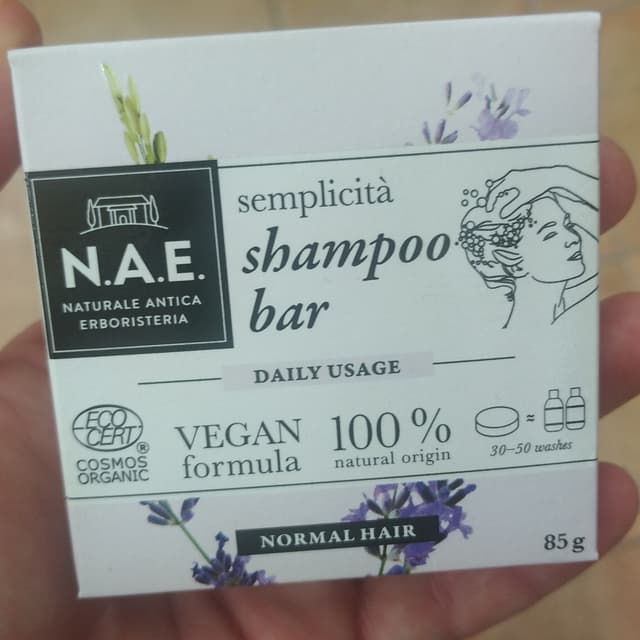 N.A.E.
NATURALE ANTICA
ERBORISTERIA
semplicità
shampoo
bar
DAILY USAGE
ECO
CERT
®
COSMOS
ORGANIC
VEGAN
formula
100 %
natural origin
≈
30–50 washes
NORMAL HAIR
85 g